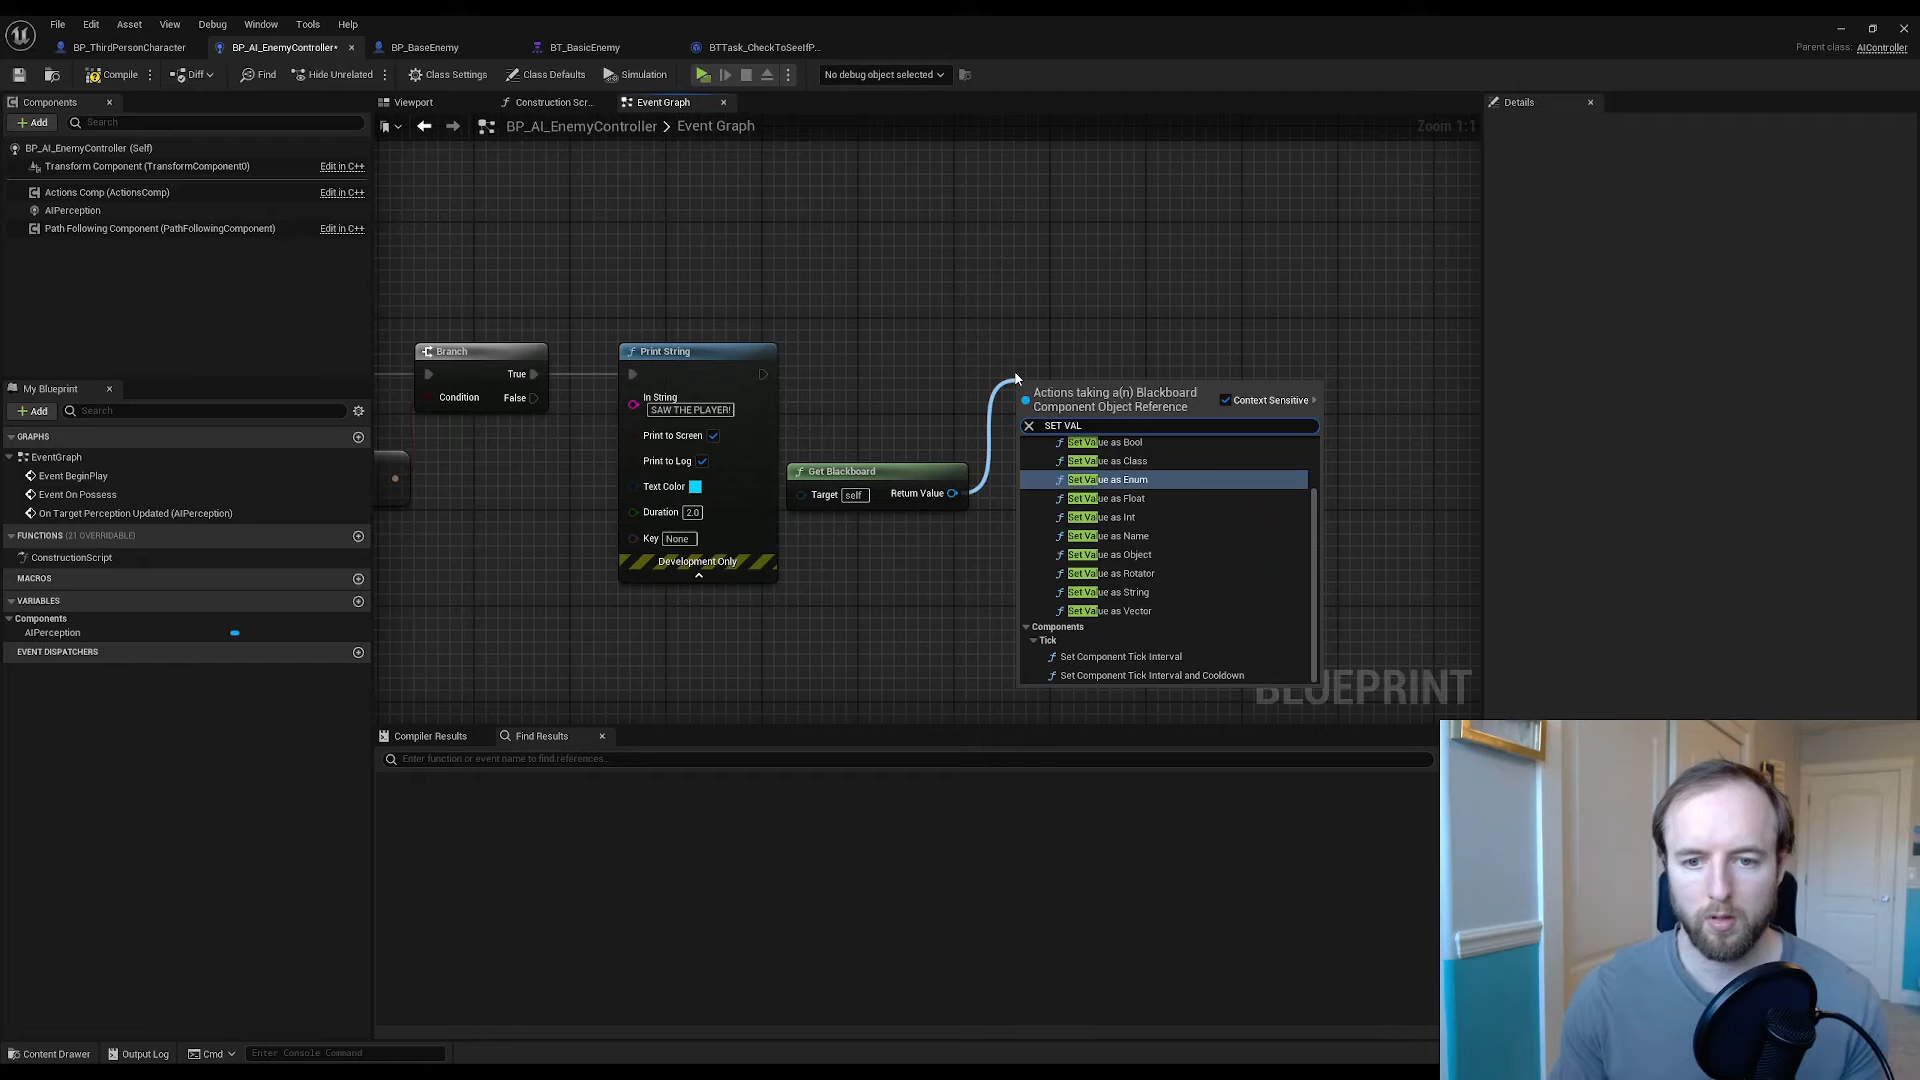 File Edit Asset View Debug Window Tools Help
BP_ThirdPersonCharacter BP_AI_EnemyController* BP_BaseEnemy BT_BasicEnemy BTTask_CheckToSeeIfP...
Parent class: AIController
Compile Diff Find Hide Unrelated Class Settings Class Defaults Simulation No debug object selected
Components
Viewport Construction Scr... Event Graph
Details
Add Search
BP_AI_EnemyController > Event Graph
Zoom 1:1
BP_AI_EnemyController (Self)
Transform Component (TransformComponent0) Edit in C++
Actions Comp (ActionsComp) Edit in C++
AIPerception
Path Following Component (PathFollowingComponent) Edit in C++
My Blueprint
Add Search
GRAPHS
EventGraph
Event BeginPlay
Event On Possess
On Target Perception Updated (AIPerception)
FUNCTIONS (21 OVERRIDABLE)
ConstructionScript
MACROS
VARIABLES
Components
AIPerception
EVENT DISPATCHERS
Branch
True
Condition False
Print String
In String
SAW THE PLAYER!
Print to Screen
Print to Log
Text Color
Duration 2.0
Key None
Development Only
Get Blackboard
Target self Return Value
Actions taking a(n) Blackboard
Component Object Reference
Context Sensitive
SET VAL
Set Value as Bool
Set Value as Class
Set Value as Enum
Set Value as Float
Set Value as Int
Set Value as Name
Set Value as Object
Set Value as Rotator
Set Value as String
Set Value as Vector
Components
Tick
Set Component Tick Interval
Set Component Tick Interval and Cooldown
BLUEPRINT
Compiler Results Find Results
Enter function or event name to find references...
Content Drawer Output Log Cmd Enter Console Command